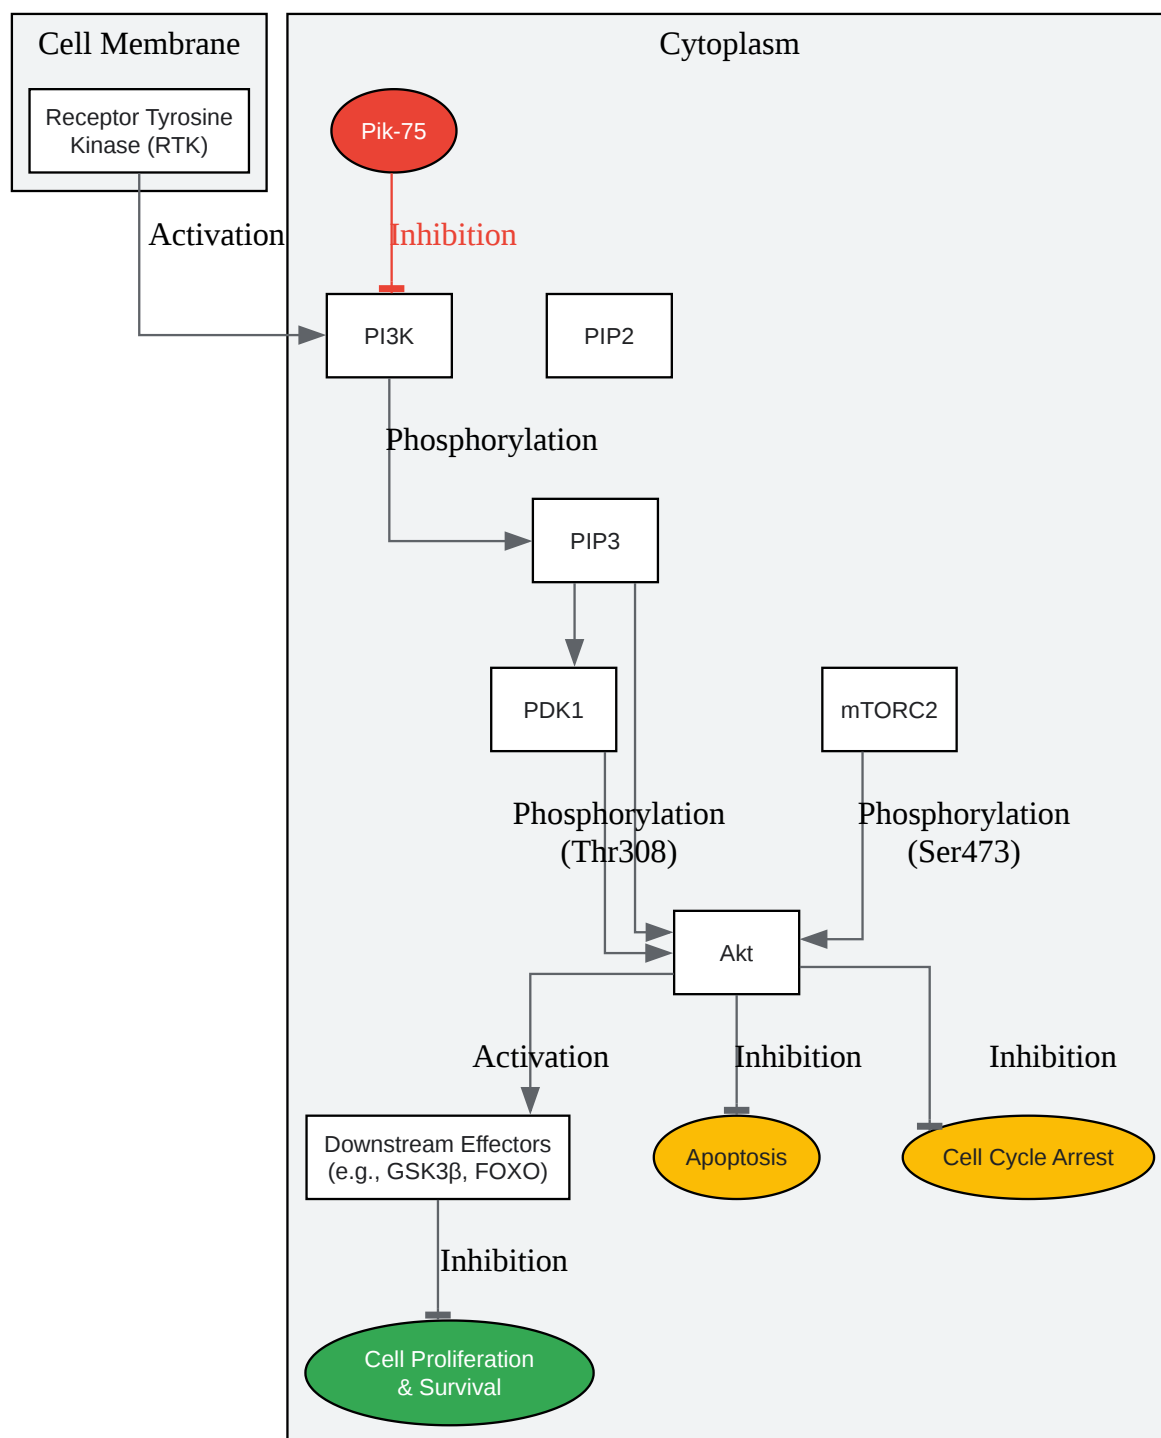 Cell Membrane
Cytoplasm
Receptor Tyrosine
Kinase (RTK)
Pik-75
Activation
Inhibition
PI3K
PIP2
Phosphorylation
PIP3
PDK1
mTORC2
Phosphorylation
(Thr308)
Phosphorylation
(Ser473)
Akt
Activation
Inhibition
Inhibition
Downstream Effectors
(e.g., GSK3β, FOXO)
Apoptosis
Cell Cycle Arrest
Inhibition
Cell Proliferation
& Survival